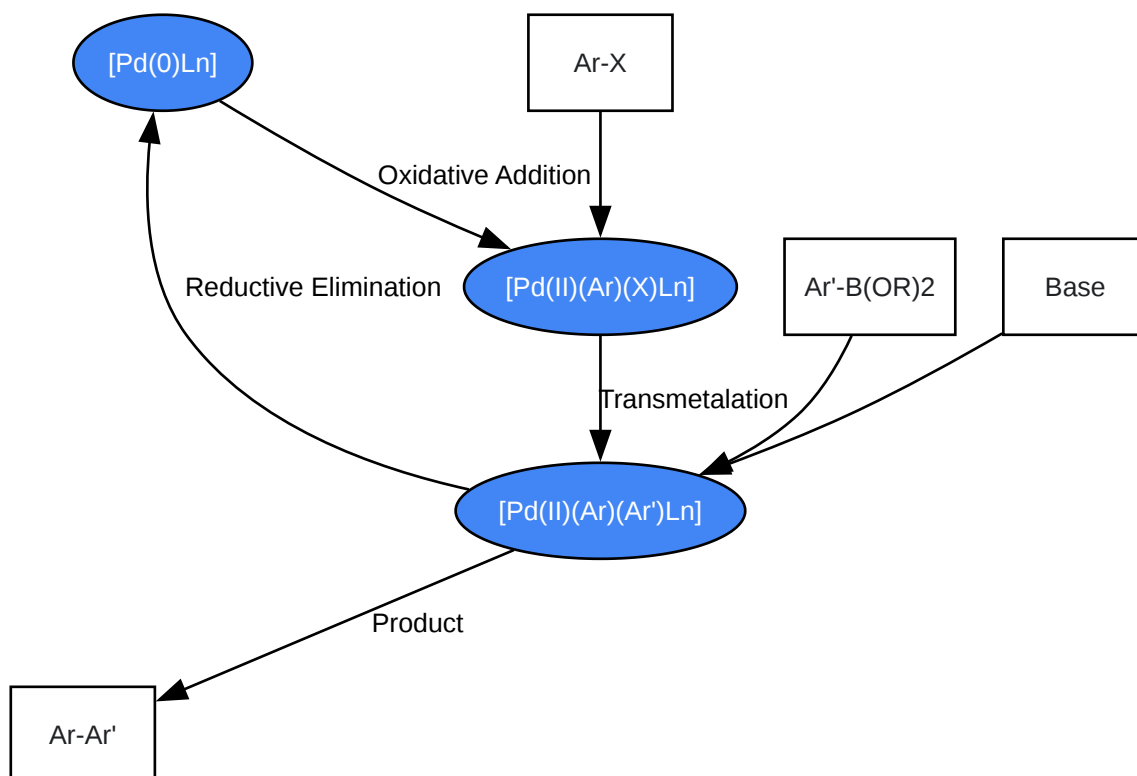 [Pd(0)Ln]
Ar-X
Oxidative Addition
Reductive Elimination
[Pd(II)(Ar)(X)Ln]
Ar'-B(OR)2
Base
Transmetalation
[Pd(II)(Ar)(Ar')Ln]
Product
Ar-Ar'